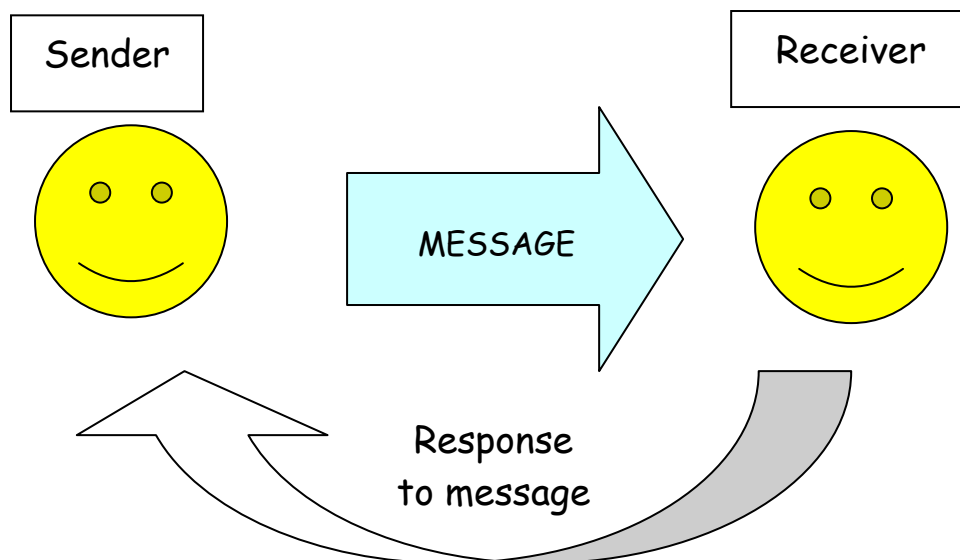 Sender
Receiver
MESSAGE
Response
to message